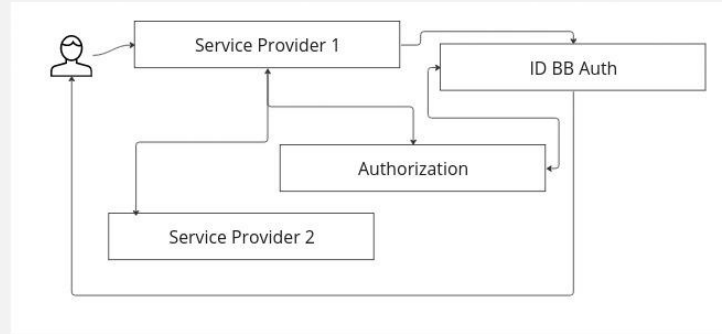 Service Provider 1
ID BB Auth
Authorization
Service Provider 2